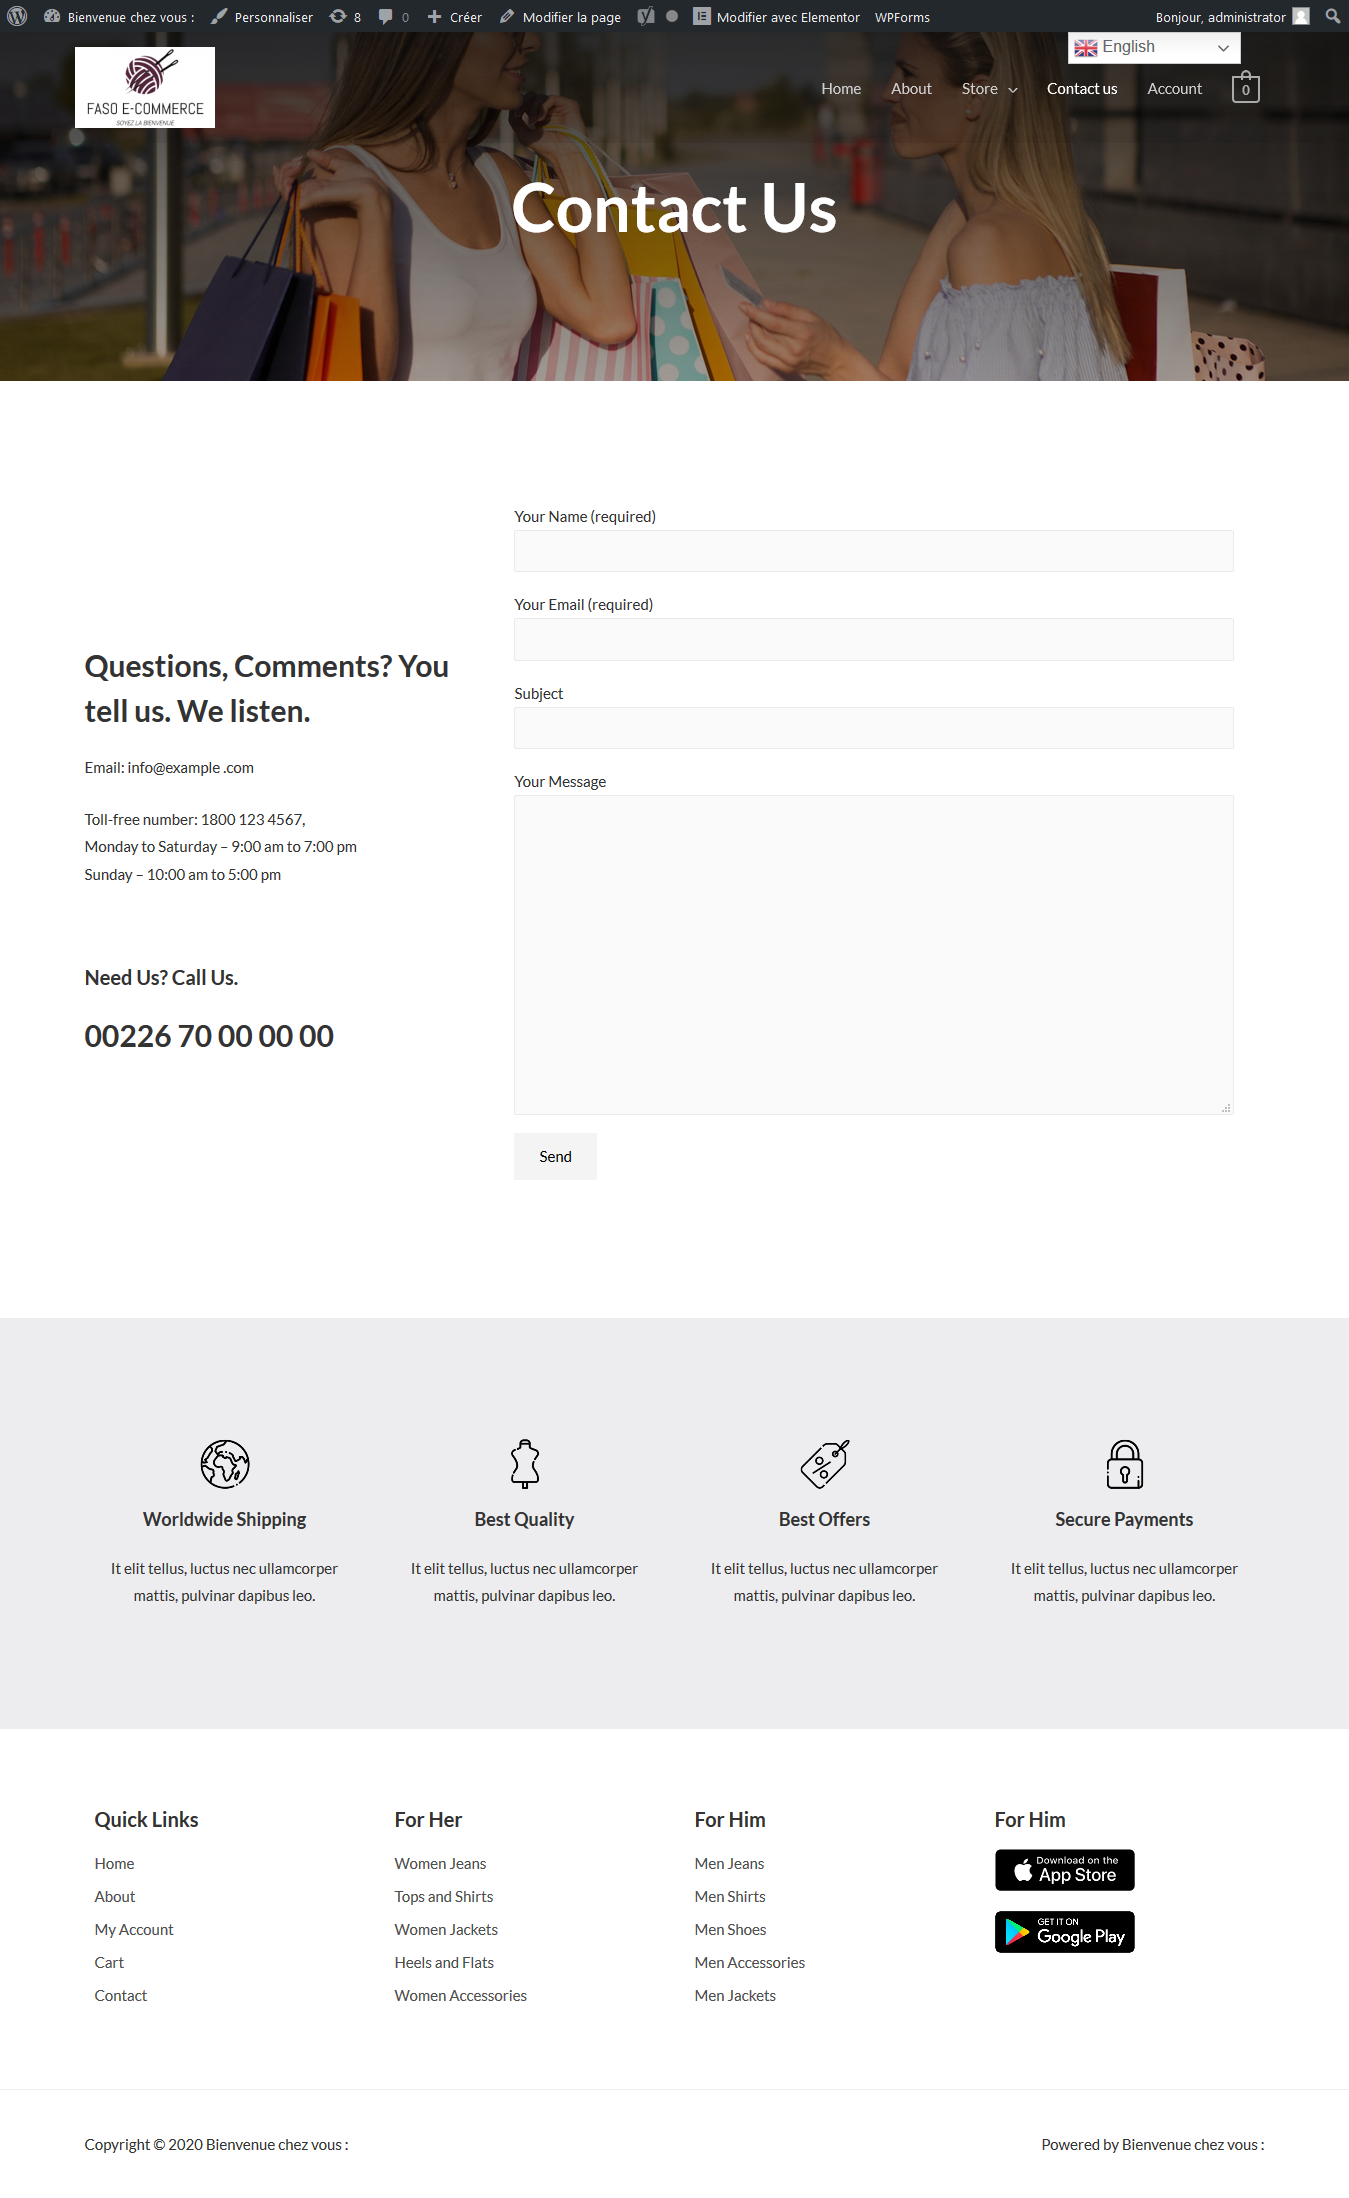 Bienvenue chez vous :
Personnaliser
8
0
Créer
Modifier la page
Modifier avec Elementor
WPForms
Bonjour, administrator
English
FASO E-COMMERCE
SOYEZ LA BIENVENUE
Home
About
Store
Contact us
Account
0
Contact Us
Questions, Comments? You
tell us. We listen.
Email: info@example .com
Toll-free number: 1800 123 4567,
Monday to Saturday – 9:00 am to 7:00 pm
Sunday – 10:00 am to 5:00 pm
Need Us? Call Us.
00226 70 00 00 00
Your Name (required)
Your Email (required)
Subject
Your Message
Send
Worldwide Shipping
It elit tellus, luctus nec ullamcorper
mattis, pulvinar dapibus leo.
Best Quality
It elit tellus, luctus nec ullamcorper
mattis, pulvinar dapibus leo.
Best Offers
It elit tellus, luctus nec ullamcorper
mattis, pulvinar dapibus leo.
Secure Payments
It elit tellus, luctus nec ullamcorper
mattis, pulvinar dapibus leo.
Quick Links
Home
About
My Account
Cart
Contact
For Her
Women Jeans
Tops and Shirts
Women Jackets
Heels and Flats
Women Accessories
For Him
Men Jeans
Men Shirts
Men Shoes
Men Accessories
Men Jackets
For Him
Download on the
App Store
GET IT ON
Google Play
Copyright © 2020 Bienvenue chez vous :
Powered by Bienvenue chez vous :